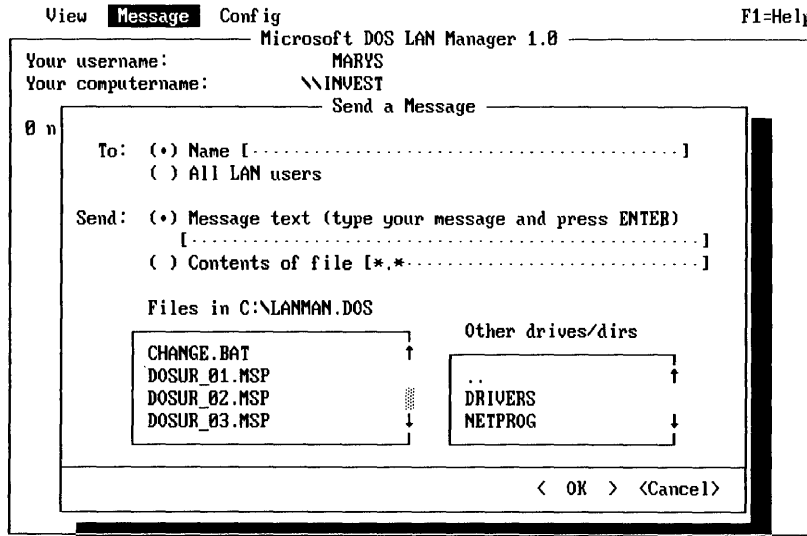 View Message Config F1=Help
Microsoft DOS LAN Manager 1.0
Your username: MARYS
Your computername: \\INVEST
Send a Message
0 n
To: (•) Name [·········································]
( ) All LAN users
Send: (•) Message text (type your message and press ENTER)
[················································]
( ) Contents of file [*.*····························]
Files in C:\LANMAN.DOS
Other drives/dirs
CHANGE.BAT
DOSUR_01.MSP
DOSUR_02.MSP
DOSUR_03.MSP
..
DRIVERS
NETPROG
< OK > <Cancel>